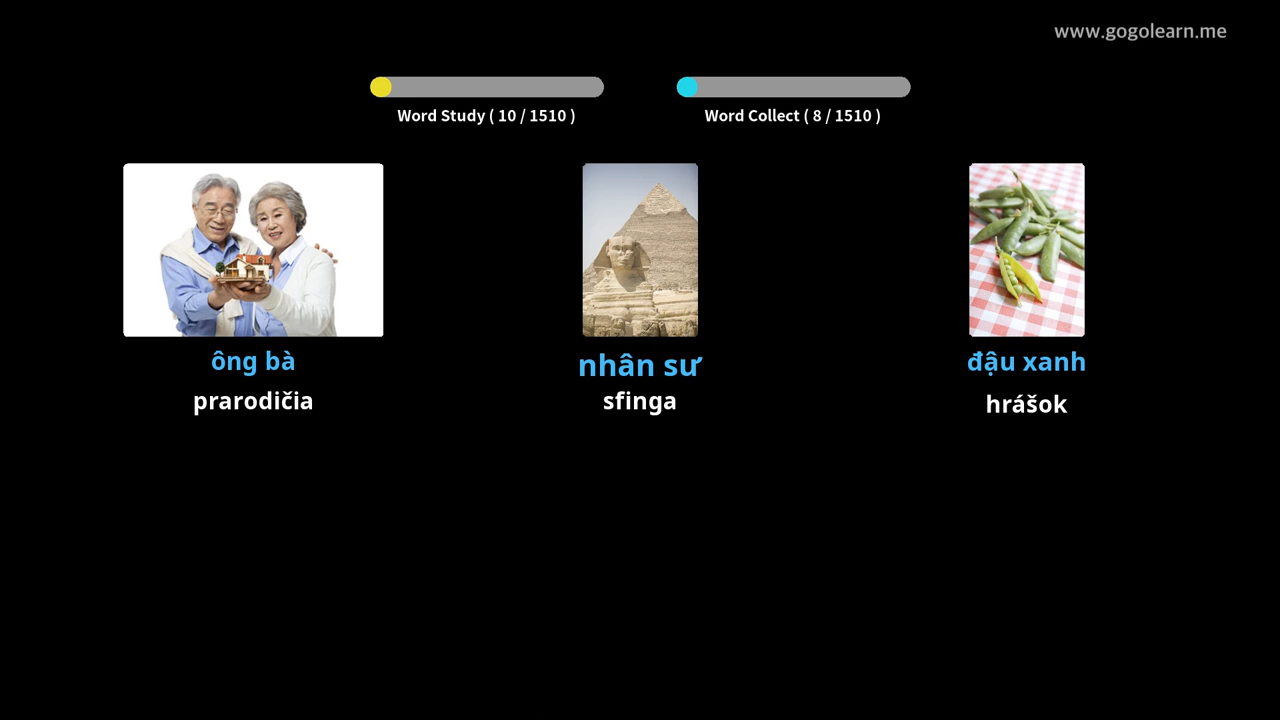 www.gogolearn.me
Word Study ( 10 / 1510 )
Word Collect ( 8 / 1510 )
ông bà
prarodičia
nhân sư
sfinga
đậu xanh
hrášok